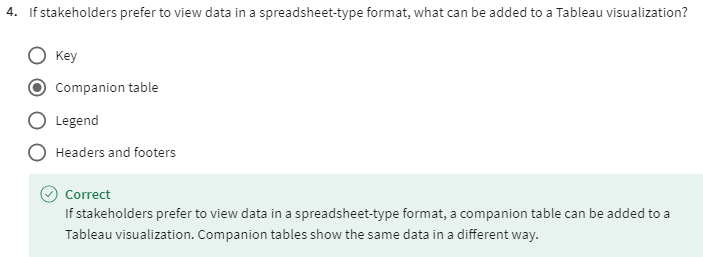 4. If stakeholders prefer to view data in a spreadsheet-type format, what can be added to a Tableau visualization?
Key
Companion table
Legend
Headers and footers
Correct
If stakeholders prefer to view data in a spreadsheet-type format, a companion table can be added to a
Tableau visualization. Companion tables show the same data in a different way.